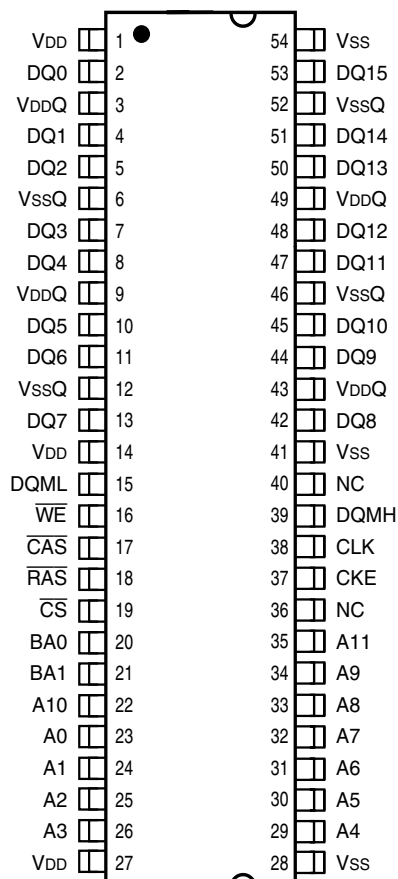 VDD 1 54 VSS
DQ0 2 53 DQ15
VDDQ 3 52 VSSQ
DQ1 4 51 DQ14
DQ2 5 50 DQ13
VSSQ 6 49 VDDQ
DQ3 7 48 DQ12
DQ4 8 47 DQ11
VDDQ 9 46 VSSQ
DQ5 10 45 DQ10
DQ6 11 44 DQ9
VSSQ 12 43 VDDQ
DQ7 13 42 DQ8
VDD 14 41 VSS
DQML 15 40 NC
W̅E̅ 16 39 DQMH
C̅A̅S̅ 17 38 CLK
R̅A̅S̅ 18 37 CKE
C̅S̅ 19 36 NC
BA0 20 35 A11
BA1 21 34 A9
A10 22 33 A8
A0 23 32 A7
A1 24 31 A6
A2 25 30 A5
A3 26 29 A4
VDD 27 28 VSS